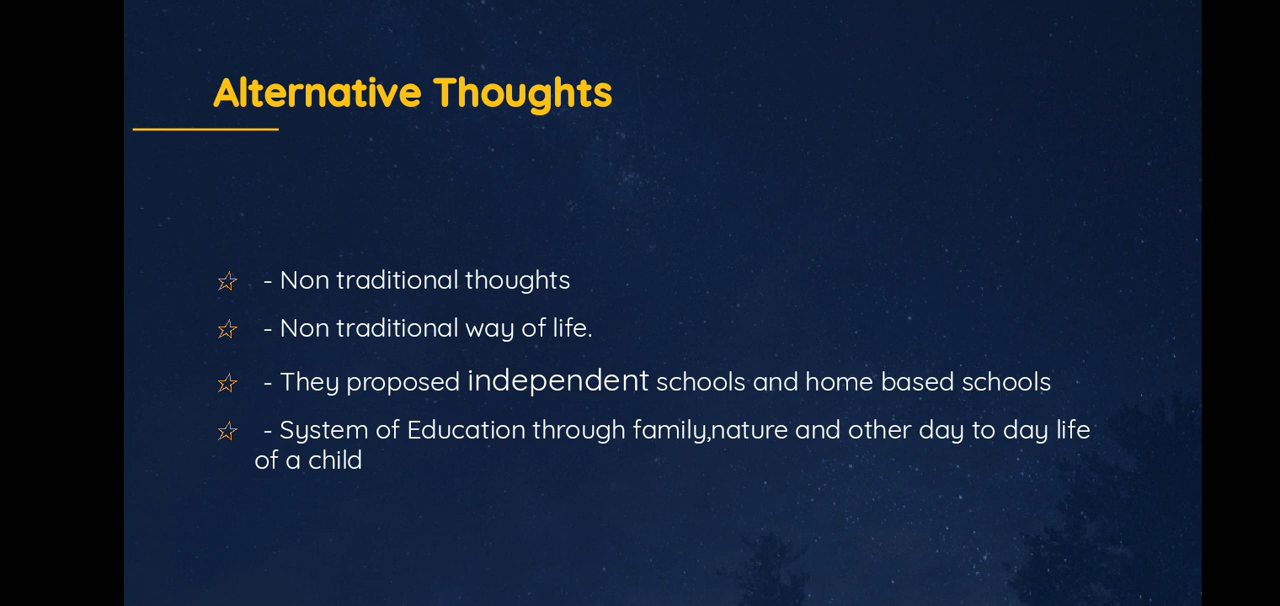 Alternative Thoughts
☆ - Non traditional thoughts
☆ - Non traditional way of life.
☆ - They proposed independent schools and home based schools
☆ - System of Education through family,nature and other day to day life
of a child